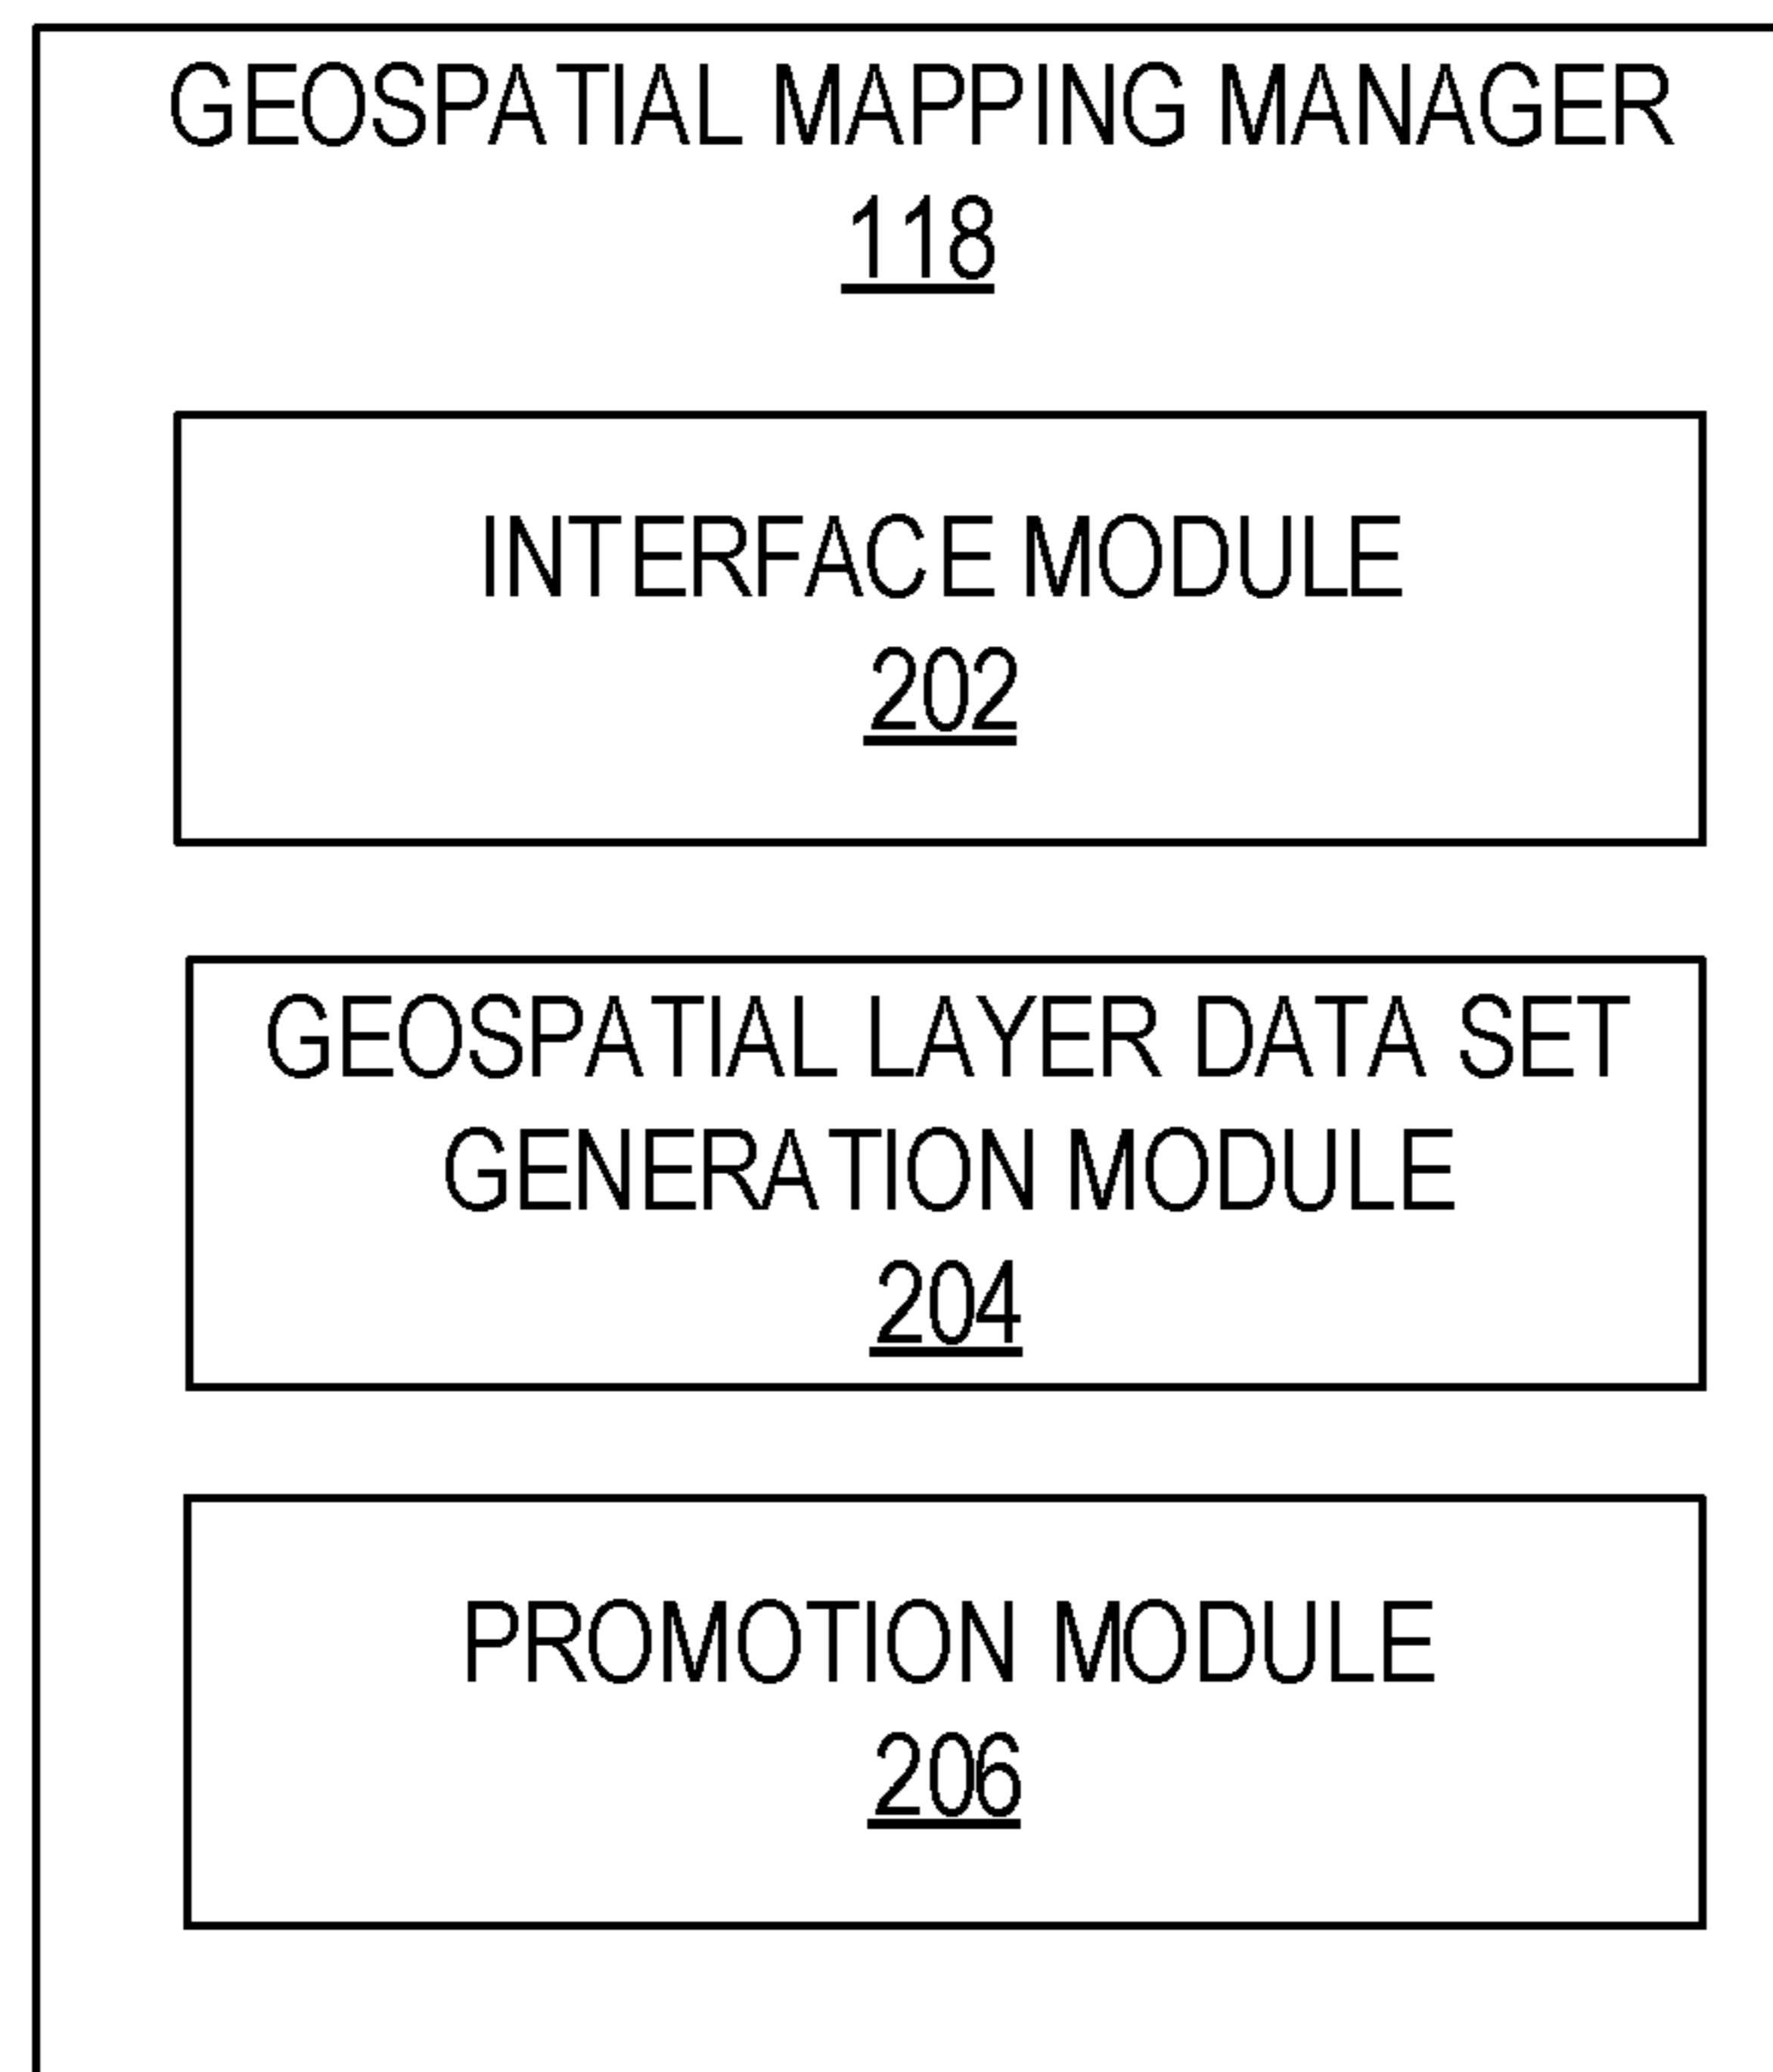 GEOSPATIAL MAPPING MANAGER
118
INTERFACE MODULE
202
GEOSPATIAL LAYER DATA SET
GENERATION MODULE
204
PROMOTION MODULE
206